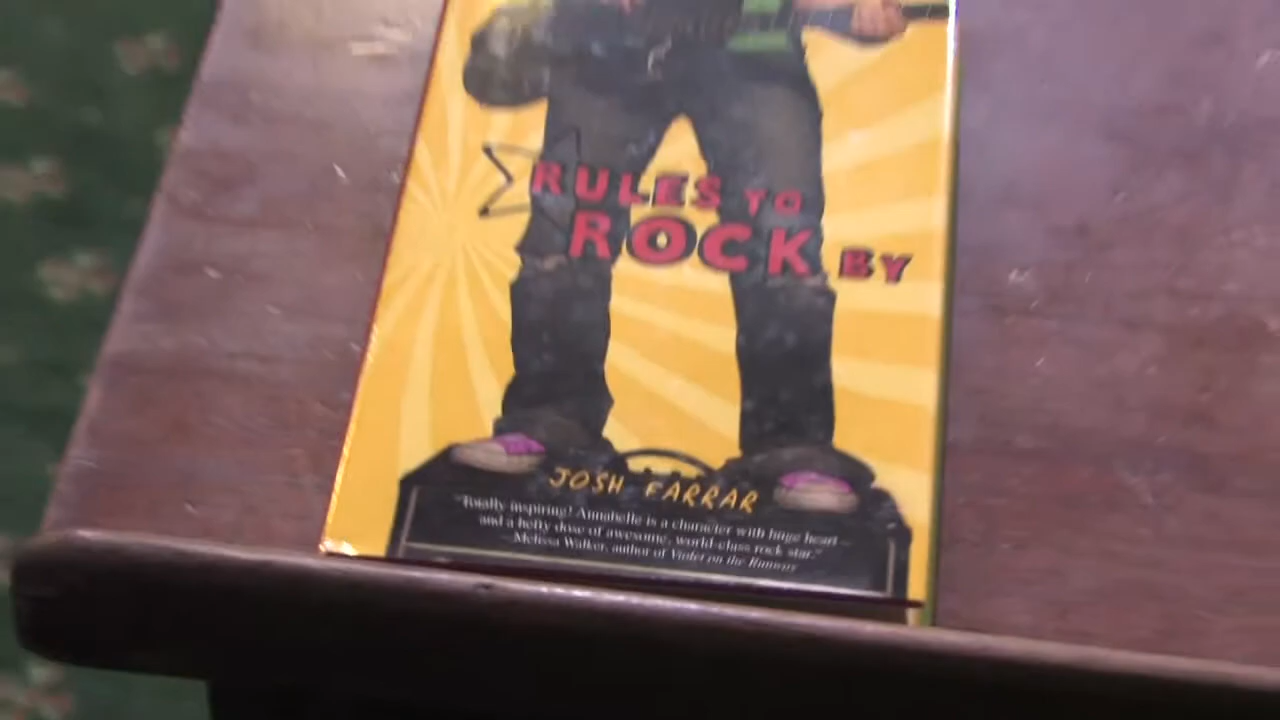 RULES TO
ROCK BY
JOSH FARRAR
"Totally inspiring! Annabelle is a character with huge heart
and a hefty dose of awesome, world-class rock star."
—Melissa Walker, author of Violet on the Runway